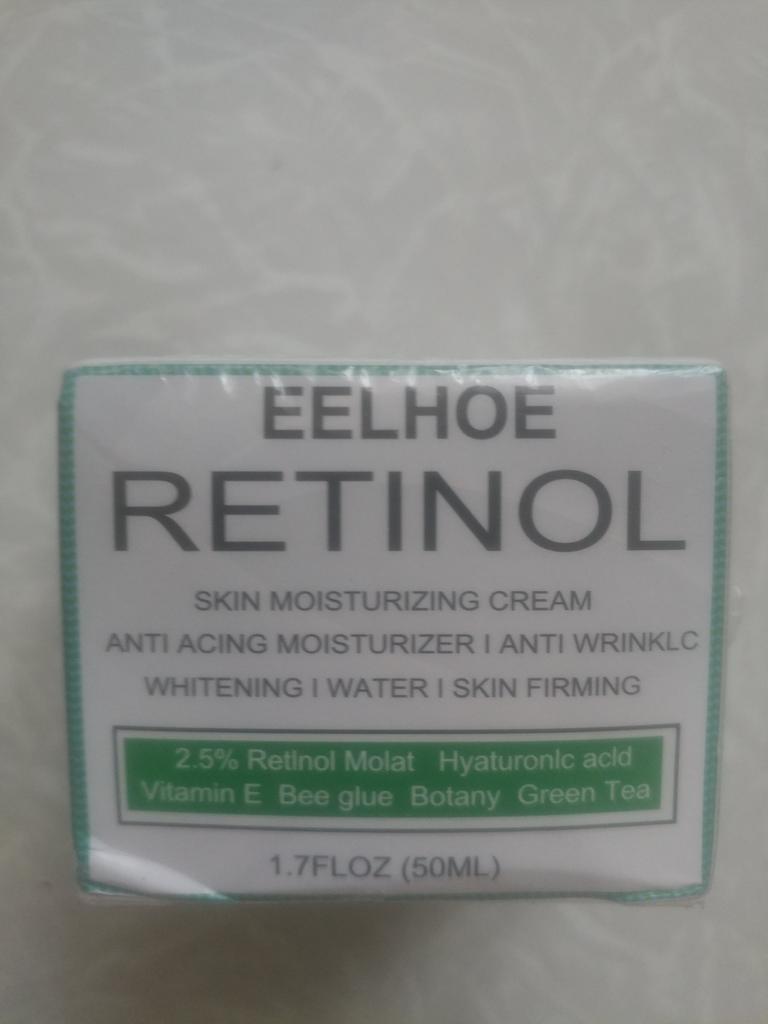 EELHOE
RETINOL
SKIN MOISTURIZING CREAM
ANTI ACING MOISTURIZER I ANTI WRINKLC
WHITENING I WATER I SKIN FIRMING
2.5% Retlnol Molat Hyaturonlc acld
Vitamin E Bee glue Botany Green Tea
1.7FLOZ (50ML)